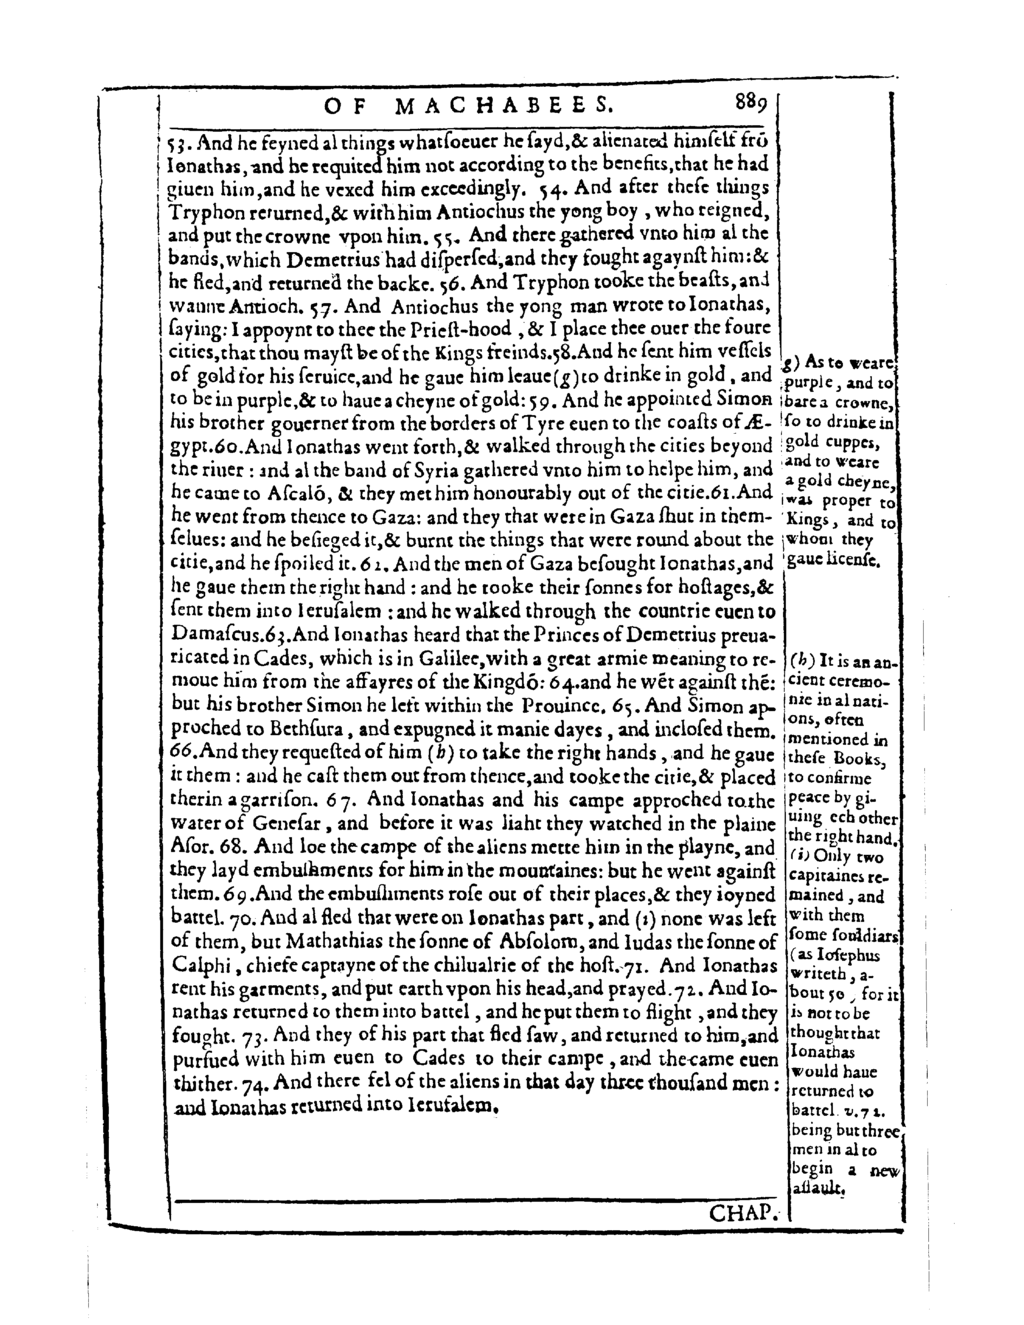 OF MACHABEES. 889
53. And he feyned al things whatſoeuer he ſayd,& alienated himſelf frō
Ionathas, and he requited him not according to the benefits,that he had
giuen him,and he vexed him exceedingly. 54. And after theſe things
Tryphon returned,& with him Antiochus the yong boy , who reigned,
and put the crowne vpon him. 55. And there gathered vnto him al the
bands,which Demetrius had diſperſed,and they fought agaynſt him:&
he fled,and returned the backe. 56. And Tryphon tooke the beaſts, and
wanne Antioch. 57. And Antiochus the yong man wrote to Ionathas,
ſaying: I appoynt to thee the Prieſt-hood , & I place thee ouer the foure
cities,that thou mayſt be of the Kings freinds.58.And he ſent him veſſels
of gold for his ſeruice,and he gaue him leaue(g)to drinke in gold , and
to be in purple,& to haue a cheyne of gold: 59. And he appointed Simon
his brother gouerner from the borders of Tyre euen to the coaſts of Æ-
gypt.60.And Ionathas went forth,& walked through the cities beyond
the riuer : and al the band of Syria gathered vnto him to helpe him, and
he came to Aſcalō, & they met him honourably out of the citie.61.And
he went from thence to Gaza: and they that were in Gaza ſhut in them-
ſelues: and he beſieged it,& burnt the things that were round about the
citie,and he ſpoiled it. 62. And the men of Gaza beſought Ionathas,and
he gaue them the right hand : and he tooke their ſonnes for hoſtages,&
ſent them into Ieruſalem : and he walked through the countrie euen to
Damaſcus.63.And Ionathas heard that the Princes of Demetrius preua-
ricated in Cades, which is in Galilee,with a great armie meaning to re-
moue him from the affayres of the Kingdō: 64.and he wēt againſt thē:
but his brother Simon he left within the Prouince. 65. And Simon ap-
proched to Bethſura , and expugned it manie dayes , and incloſed them.
66.And they requeſted of him (h) to take the right hands , and he gaue
it them : and he caſt them out from thence,and tooke the citie,& placed
therin a garriſon. 67. And Ionathas and his campe approched to the
water of Geneſar , and before it was liaht they watched in the plaine
Aſor. 68. And loe the campe of the aliens mette him in the playne, and
they layd embuſhments for him in the mountaines: but he went againſt
them. 69.And the embuſhments roſe out of their places,& they ioyned
battel. 70. And al fled that were on Ionathas part , and (i) none was left
of them, but Mathathias the ſonne of Abſolom, and Iudas the ſonne of
Calphi , chiefe captayne of the chiualrie of the hoſt. 71. And Ionathas
rent his garments, and put earth vpon his head,and prayed.72. And Io-
nathas returned to them into battel , and he put them to flight , and they
fought. 73. And they of his part that fled ſaw, and returned to him,and
purſued with him euen to Cades to their campe , and the came euen
thither. 74. And there fel of the aliens in that day three thouſand men :
and Ionathas returned into Ieruſalem.
g) As to weare
purple, and to
bare a crowne,
ſo to drinke in
gold cuppes,
and to weare
a gold cheyne,
was proper to
Kings, and to
whom they
gaue licenſe.
(h) It is an an-
cient ceremo-
nie in al nati-
ons, often
mentioned in
theſe Books,
to confirme
peace by gi-
uing ech other
the right hand.
(i) Only two
capitaines re-
mained , and
with them
ſome ſouldiars
(as Ioſephus
writeth, a-
bout 50 , for it
is not to be
thought that
Ionathas
would haue
returned to
battel. v.72.
being but three
men in al to
begin a new
aſſault.
CHAP.